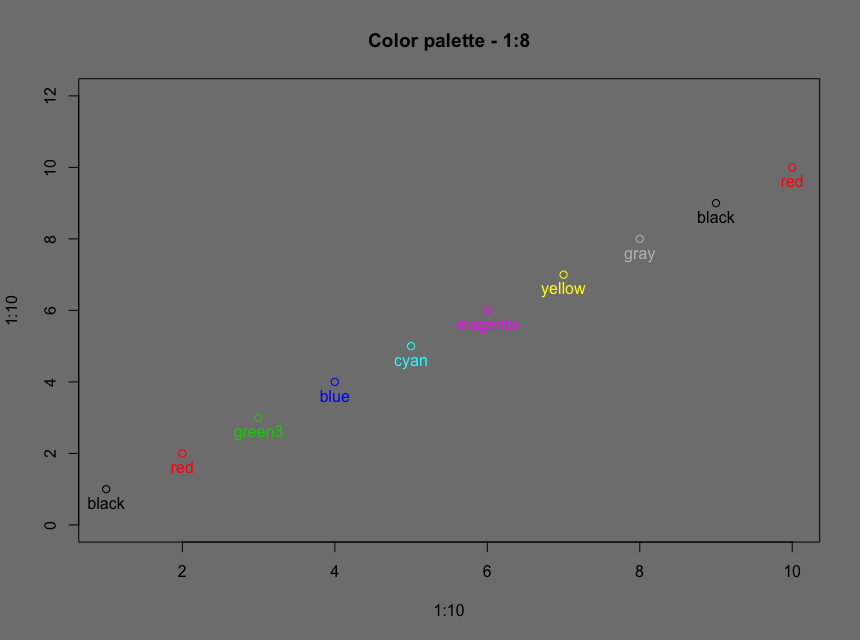 Color palette - 1:8
12
10
8
6
4
2
0
1:10
red
black
gray
yellow
magenta
cyan
blue
green3
red
black
2
4
6
8
10
1:10